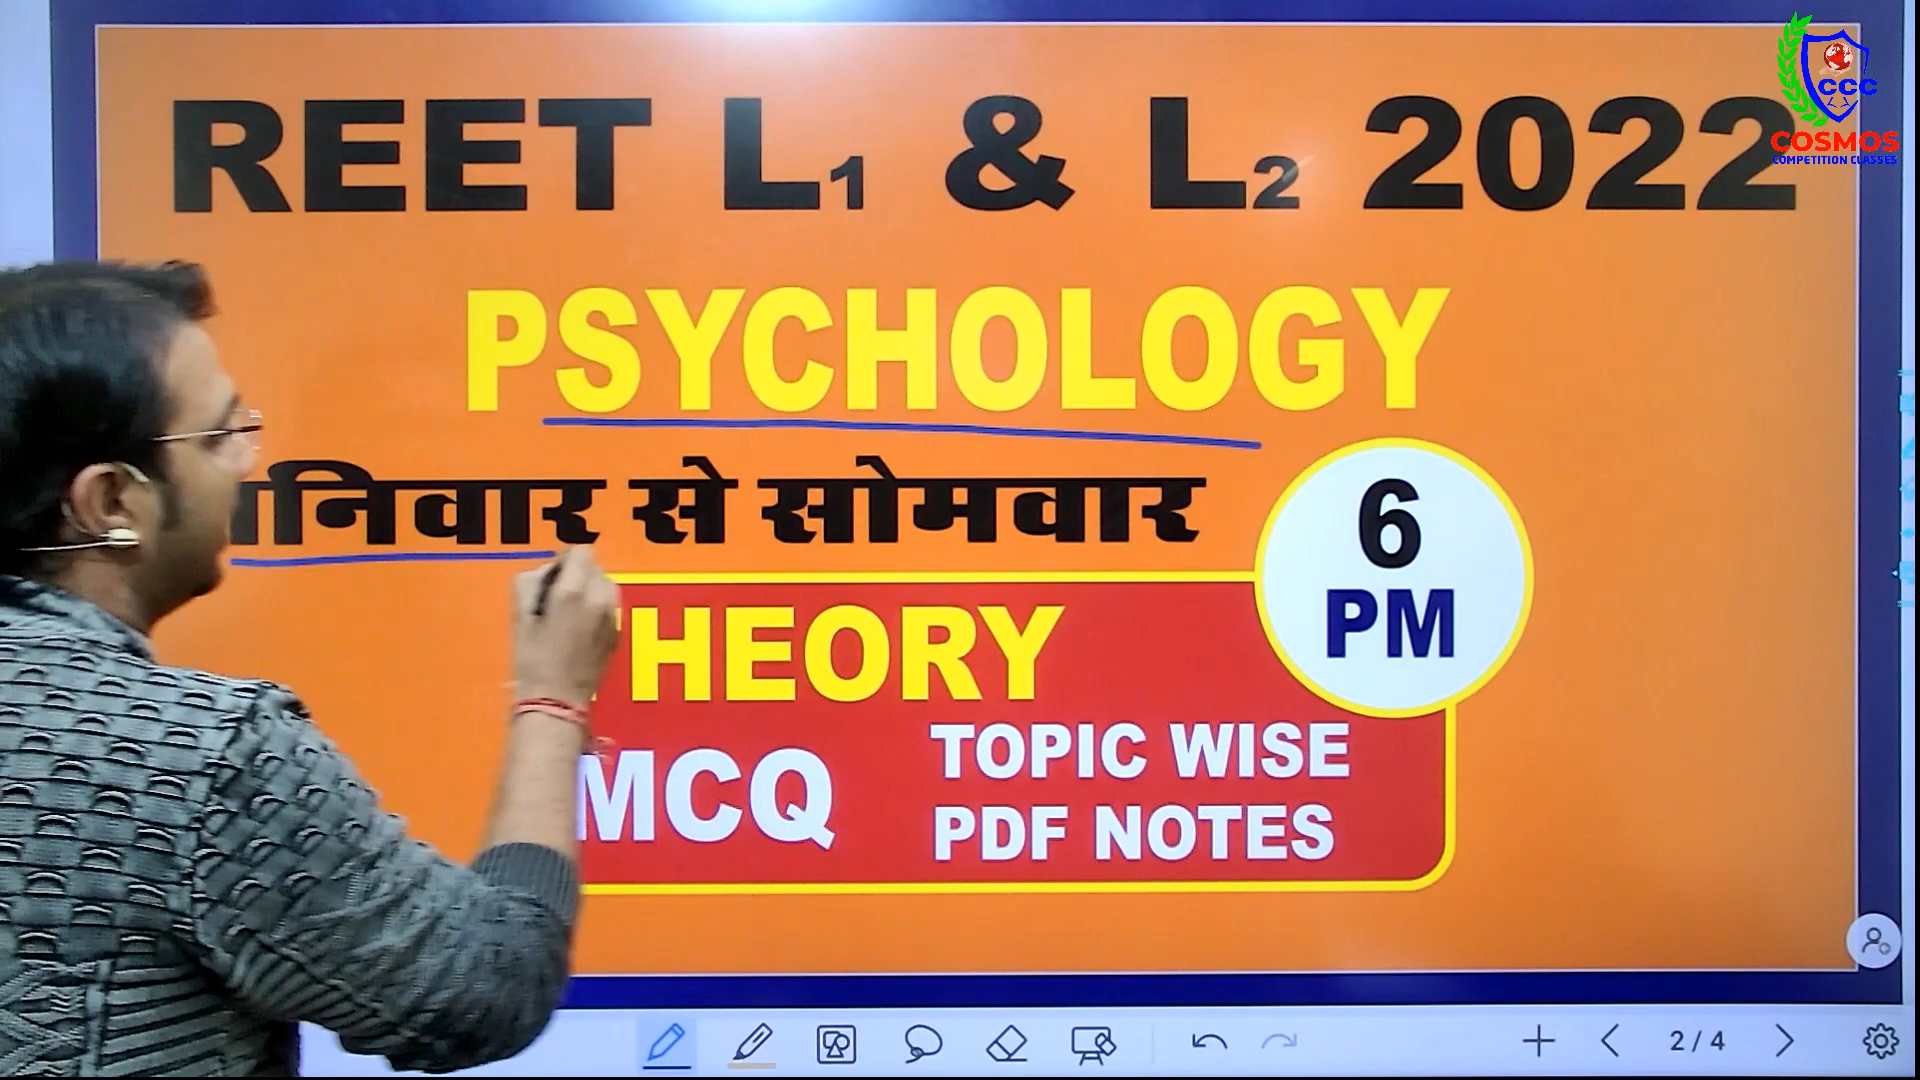 REET L1 & L2 2022
CCC
COSMOS
COMPETITION CLASSES
PSYCHOLOGY
से सोमवार
6
PM
THEORY
MCQ
TOPIC WISE
PDF NOTES
2/4